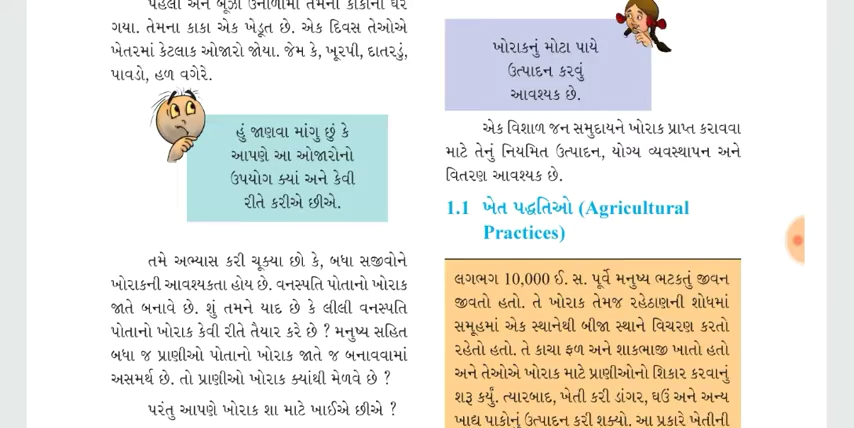 પહેલી અને બૂઝો ઉનાળામાં તેમના કાકાના ઘરે
ગયા. તેમના કાકા એક ખેડૂત છે. એક દિવસ તેઓએ
ખેતરમાં કેટલાક ઓજારો જોયા. જેમ કે, ખૂરપી, દાતરડું,
પાવડો, હળ વગેરે.
હું જાણવા માંગુ છું કે
આપણે આ ઓજારોનો
ઉપયોગ ક્યાં અને કેવી
રીતે કરીએ છીએ.
તમે અભ્યાસ કરી ચૂક્યા છો કે, બધા સજીવોને
ખોરાકની આવશ્યકતા હોય છે. વનસ્પતિ પોતાનો ખોરાક
જાતે બનાવે છે. શું તમને યાદ છે કે લીલી વનસ્પતિ
પોતાનો ખોરાક કેવી રીતે તૈયાર કરે છે ? મનુષ્ય સહિત
બધા જ પ્રાણીઓ પોતાનો ખોરાક જાતે જ બનાવવામાં
અસમર્થ છે. તો પ્રાણીઓ ખોરાક ક્યાંથી મેળવે છે ?
પરંતુ આપણે ખોરાક શા માટે ખાઈએ છીએ ?
ખોરાકનું મોટા પાયે
ઉત્પાદન કરવું
આવશ્યક છે.
એક વિશાળ જન સમુદાયને ખોરાક પ્રાપ્ત કરાવવા
માટે તેનું નિયમિત ઉત્પાદન, યોગ્ય વ્યવસ્થાપન અને
વિતરણ આવશ્યક છે.
1.1 ખેત પદ્ધતિઓ (Agricultural
Practices)
લગભગ 10,000 ઈ. સ. પૂર્વે મનુષ્ય ભટકતું જીવન
જીવતો હતો. તે ખોરાક તેમજ રહેઠાણની શોધમાં
સમૂહમાં એક સ્થાનેથી બીજા સ્થાને વિચરણ કરતો
રહેતો હતો. તે કાચા ફળ અને શાકભાજી ખાતો હતો
અને તેઓએ ખોરાક માટે પ્રાણીઓનો શિકાર કરવાનું
શરૂ કર્યું. ત્યારબાદ, ખેતી કરી ડાંગર, ઘઉં અને અન્ય
ખાદ્ય પાકોનું ઉત્પાદન કરી શક્યો. આ પ્રકારે ખેતીની